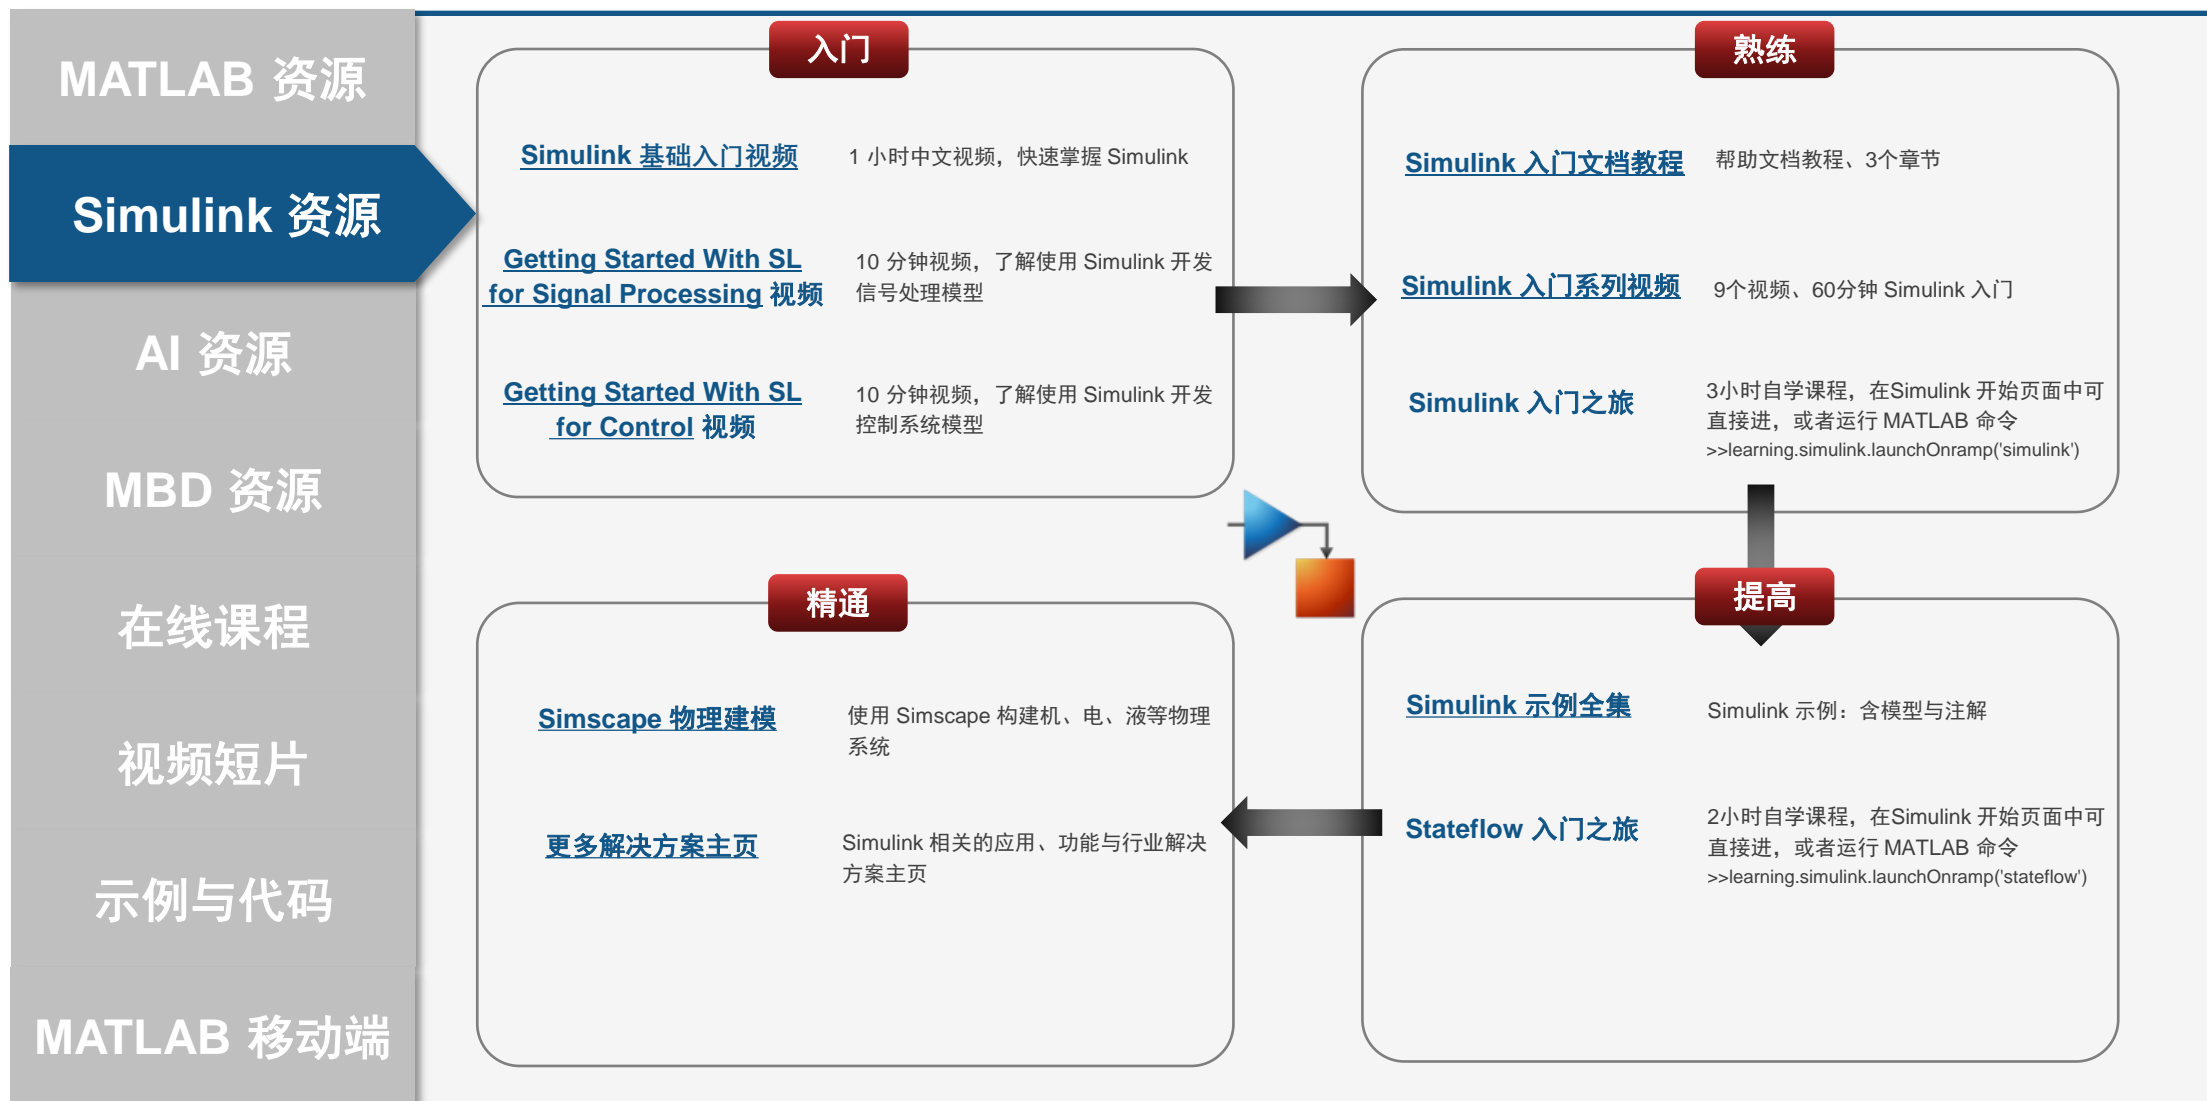 MATLAB 资源
Simulink 资源
AI 资源
MBD 资源
在线课程
视频短片
示例与代码
MATLAB 移动端
入门
Simulink 基础入门视频
1 小时中文视频，快速掌握 Simulink
Getting Started With SL
for Signal Processing 视频
10 分钟视频，了解使用 Simulink 开发
信号处理模型
Getting Started With SL
for Control 视频
10 分钟视频，了解使用 Simulink 开发
控制系统模型
熟练
Simulink 入门文档教程
帮助文档教程、3个章节
Simulink 入门系列视频
9个视频、60分钟 Simulink 入门
Simulink 入门之旅
3小时自学课程，在Simulink 开始页面中可
直接进，或者运行 MATLAB 命令
>>learning.simulink.launchOnramp('simulink')
提高
Simulink 示例全集
Simulink 示例：含模型与注解
Stateflow 入门之旅
2小时自学课程，在Simulink 开始页面中可
直接进，或者运行 MATLAB 命令
>>learning.simulink.launchOnramp('stateflow')
精通
Simscape 物理建模
使用 Simscape 构建机、电、液等物理
系统
更多解决方案主页
Simulink 相关的应用、功能与行业解决
方案主页